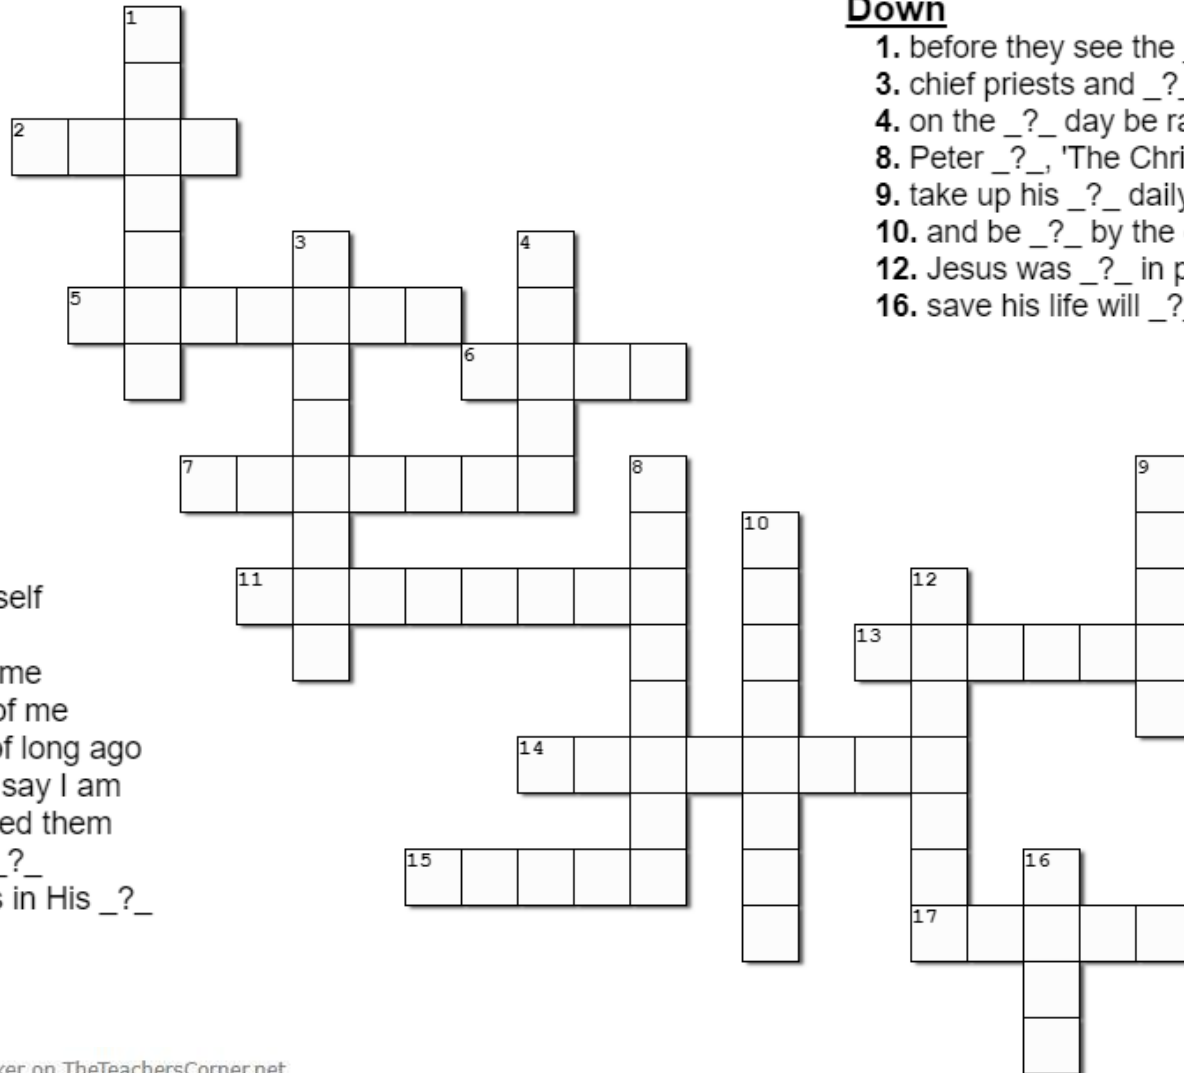 Down
1. before they see the
3. chief priests and _?_
4. on the _?_ day be ra
8. Peter _?_, 'The Chri
9. take up his _?_ daily
10. and be _?_ by the
12. Jesus was _?_ in p
16. save his life will _?_
1
2
3
4
5
6
7
8
9
10
11
12
13
14
15
16
17
self
me
of me
of long ago
say I am
ed them
_?_
s in His _?_
ker on TheTeachersCorner.net